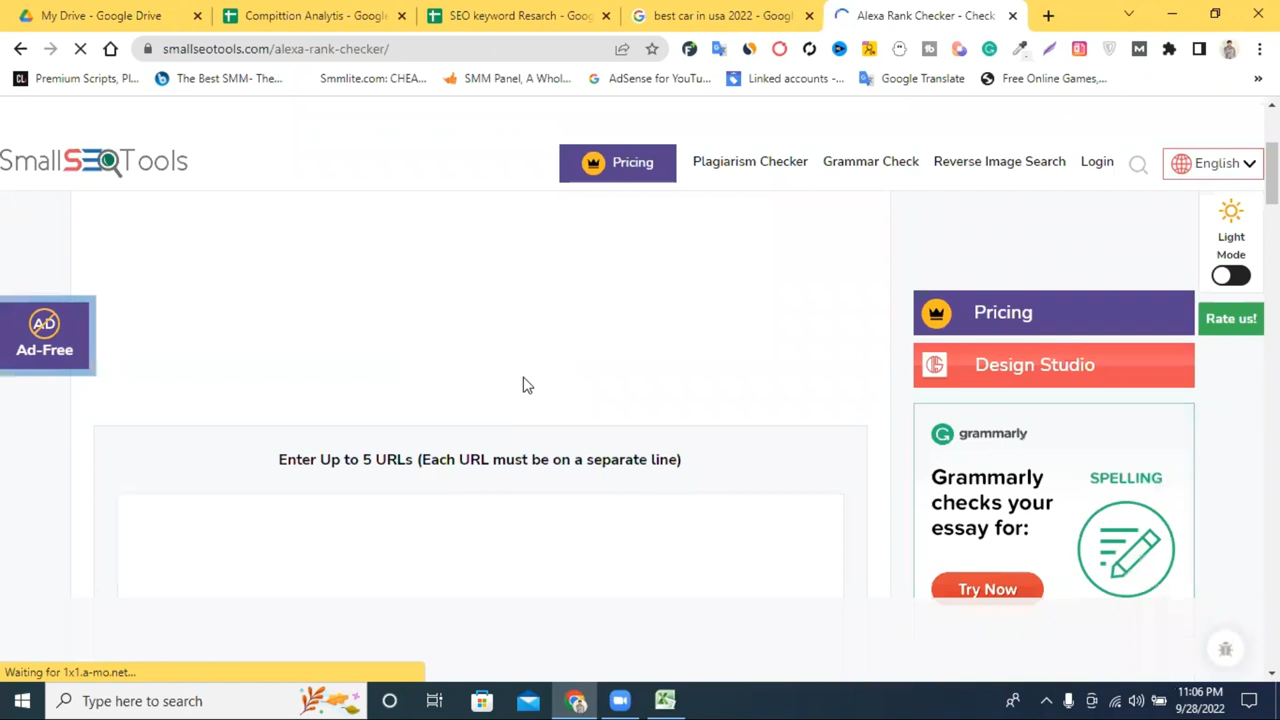 My Drive - Google Drive
Compittion Analytis - Google
SEO keyword Resarch - Goog
best car in usa 2022 - Googl
Alexa Rank Checker - Check
smallseotools.com/alexa-rank-checker/
Premium Scripts, Pl...
The Best SMM- The...
Smmlite.com: CHEA...
SMM Panel, A Whol...
AdSense for YouTu...
Linked accounts -...
Google Translate
Free Online Games,...
SmallSEOTools
Pricing
Plagiarism Checker
Grammar Check
Reverse Image Search
Login
English
Light
Mode
AD
Ad-Free
Pricing
Rate us!
Design Studio
grammarly
Grammarly
checks your
essay for:
SPELLING
Try Now
Enter Up to 5 URLs (Each URL must be on a separate line)
Waiting for 1x1.a-mo.net...
Type here to search
11:06 PM
9/28/2022